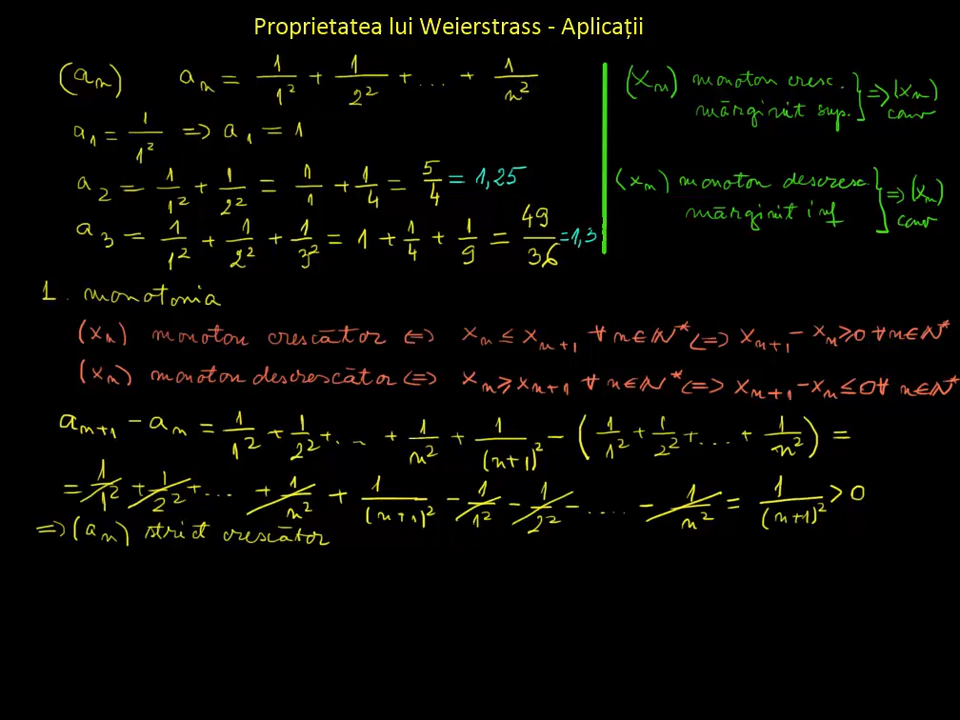 Proprietatea lui Weierstrass - Aplicații
(aₙ) aₙ = 1/1² + 1/2² + ... + 1/n²
a₁ = 1/1² => a₁ = 1
a₂ = 1/1² + 1/2² = 1/1 + 1/4 = 5/4 = 1,25
a₃ = 1/1² + 1/2² + 1/3² = 1 + 1/4 + 1/9 = 49/36 = 1,3
(xₙ) monoton cresc.
mărginit sup. } => (xₙ) conv
(xₙ) monoton descresc.
mărginit inf } => (xₙ) conv
1. monotonia
(xₙ) monoton crescător <=> xₙ ≤ xₙ₊₁ ∀ n∈N* <=> xₙ₊₁ - xₙ ≥ 0 ∀ n∈N*
(xₙ) monoton descrescător <=> xₙ ≥ xₙ₊₁ ∀ n∈N* <=> xₙ₊₁ - xₙ ≤ 0 ∀ n∈N*
aₙ₊₁ - aₙ = 1/1² + 1/2² + ... + 1/n² + 1/(n+1)² - (1/1² + 1/2² + ... + 1/n²) =
= 1/1² + 1/2² + ... + 1/n² + 1/(n+1)² - 1/1² - 1/2² - .... - 1/n² = 1/(n+1)² > 0
=> (aₙ) strict crescător